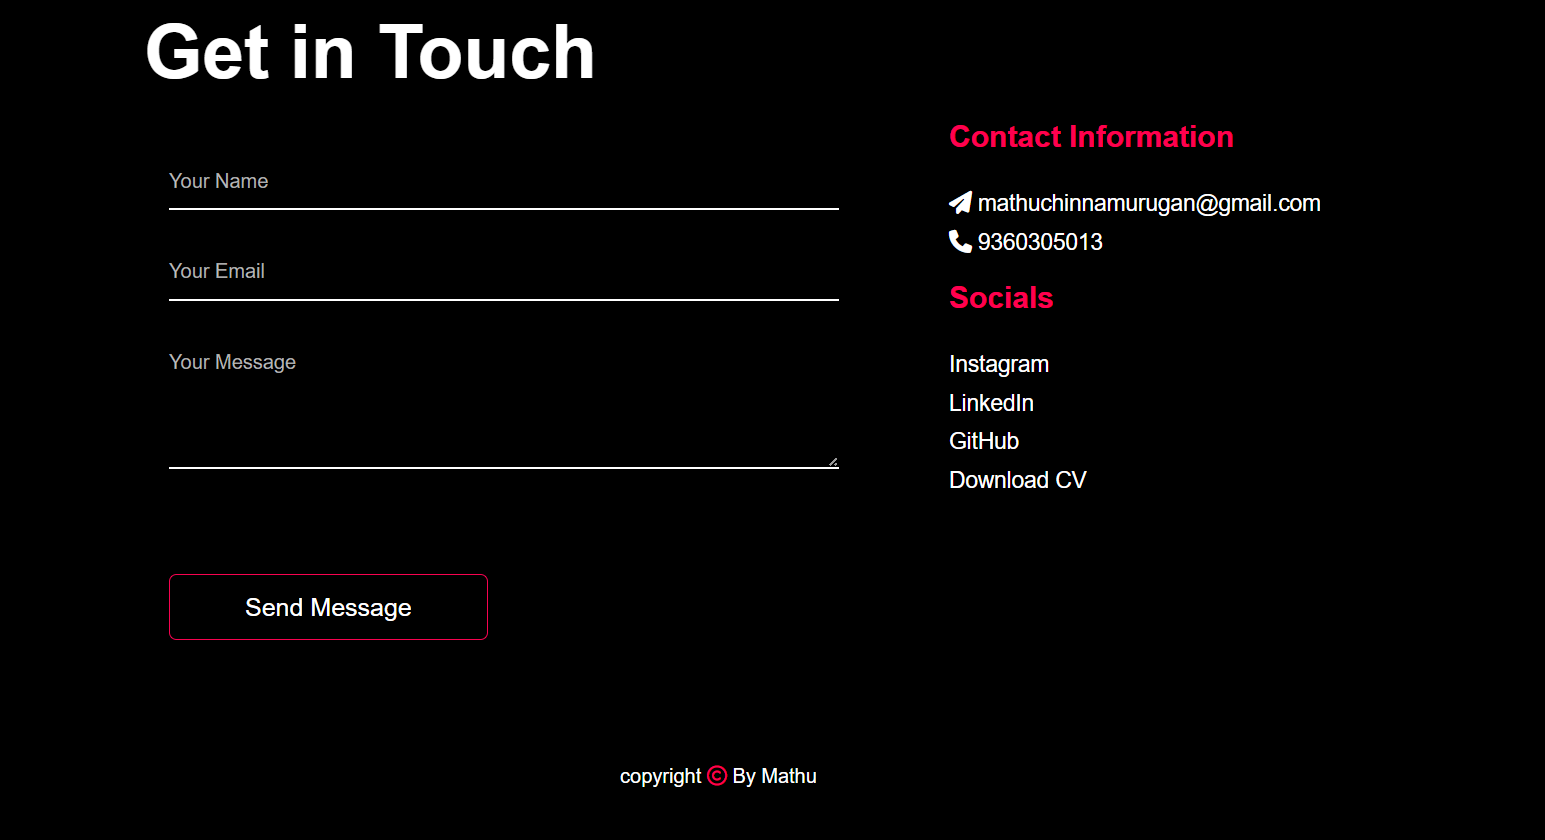 Get in Touch
Your Name
Your Email
Your Message
Send Message
Contact Information
mathuchinnamurugan@gmail.com
9360305013
Socials
Instagram
LinkedIn
GitHub
Download CV
copyright © By Mathu